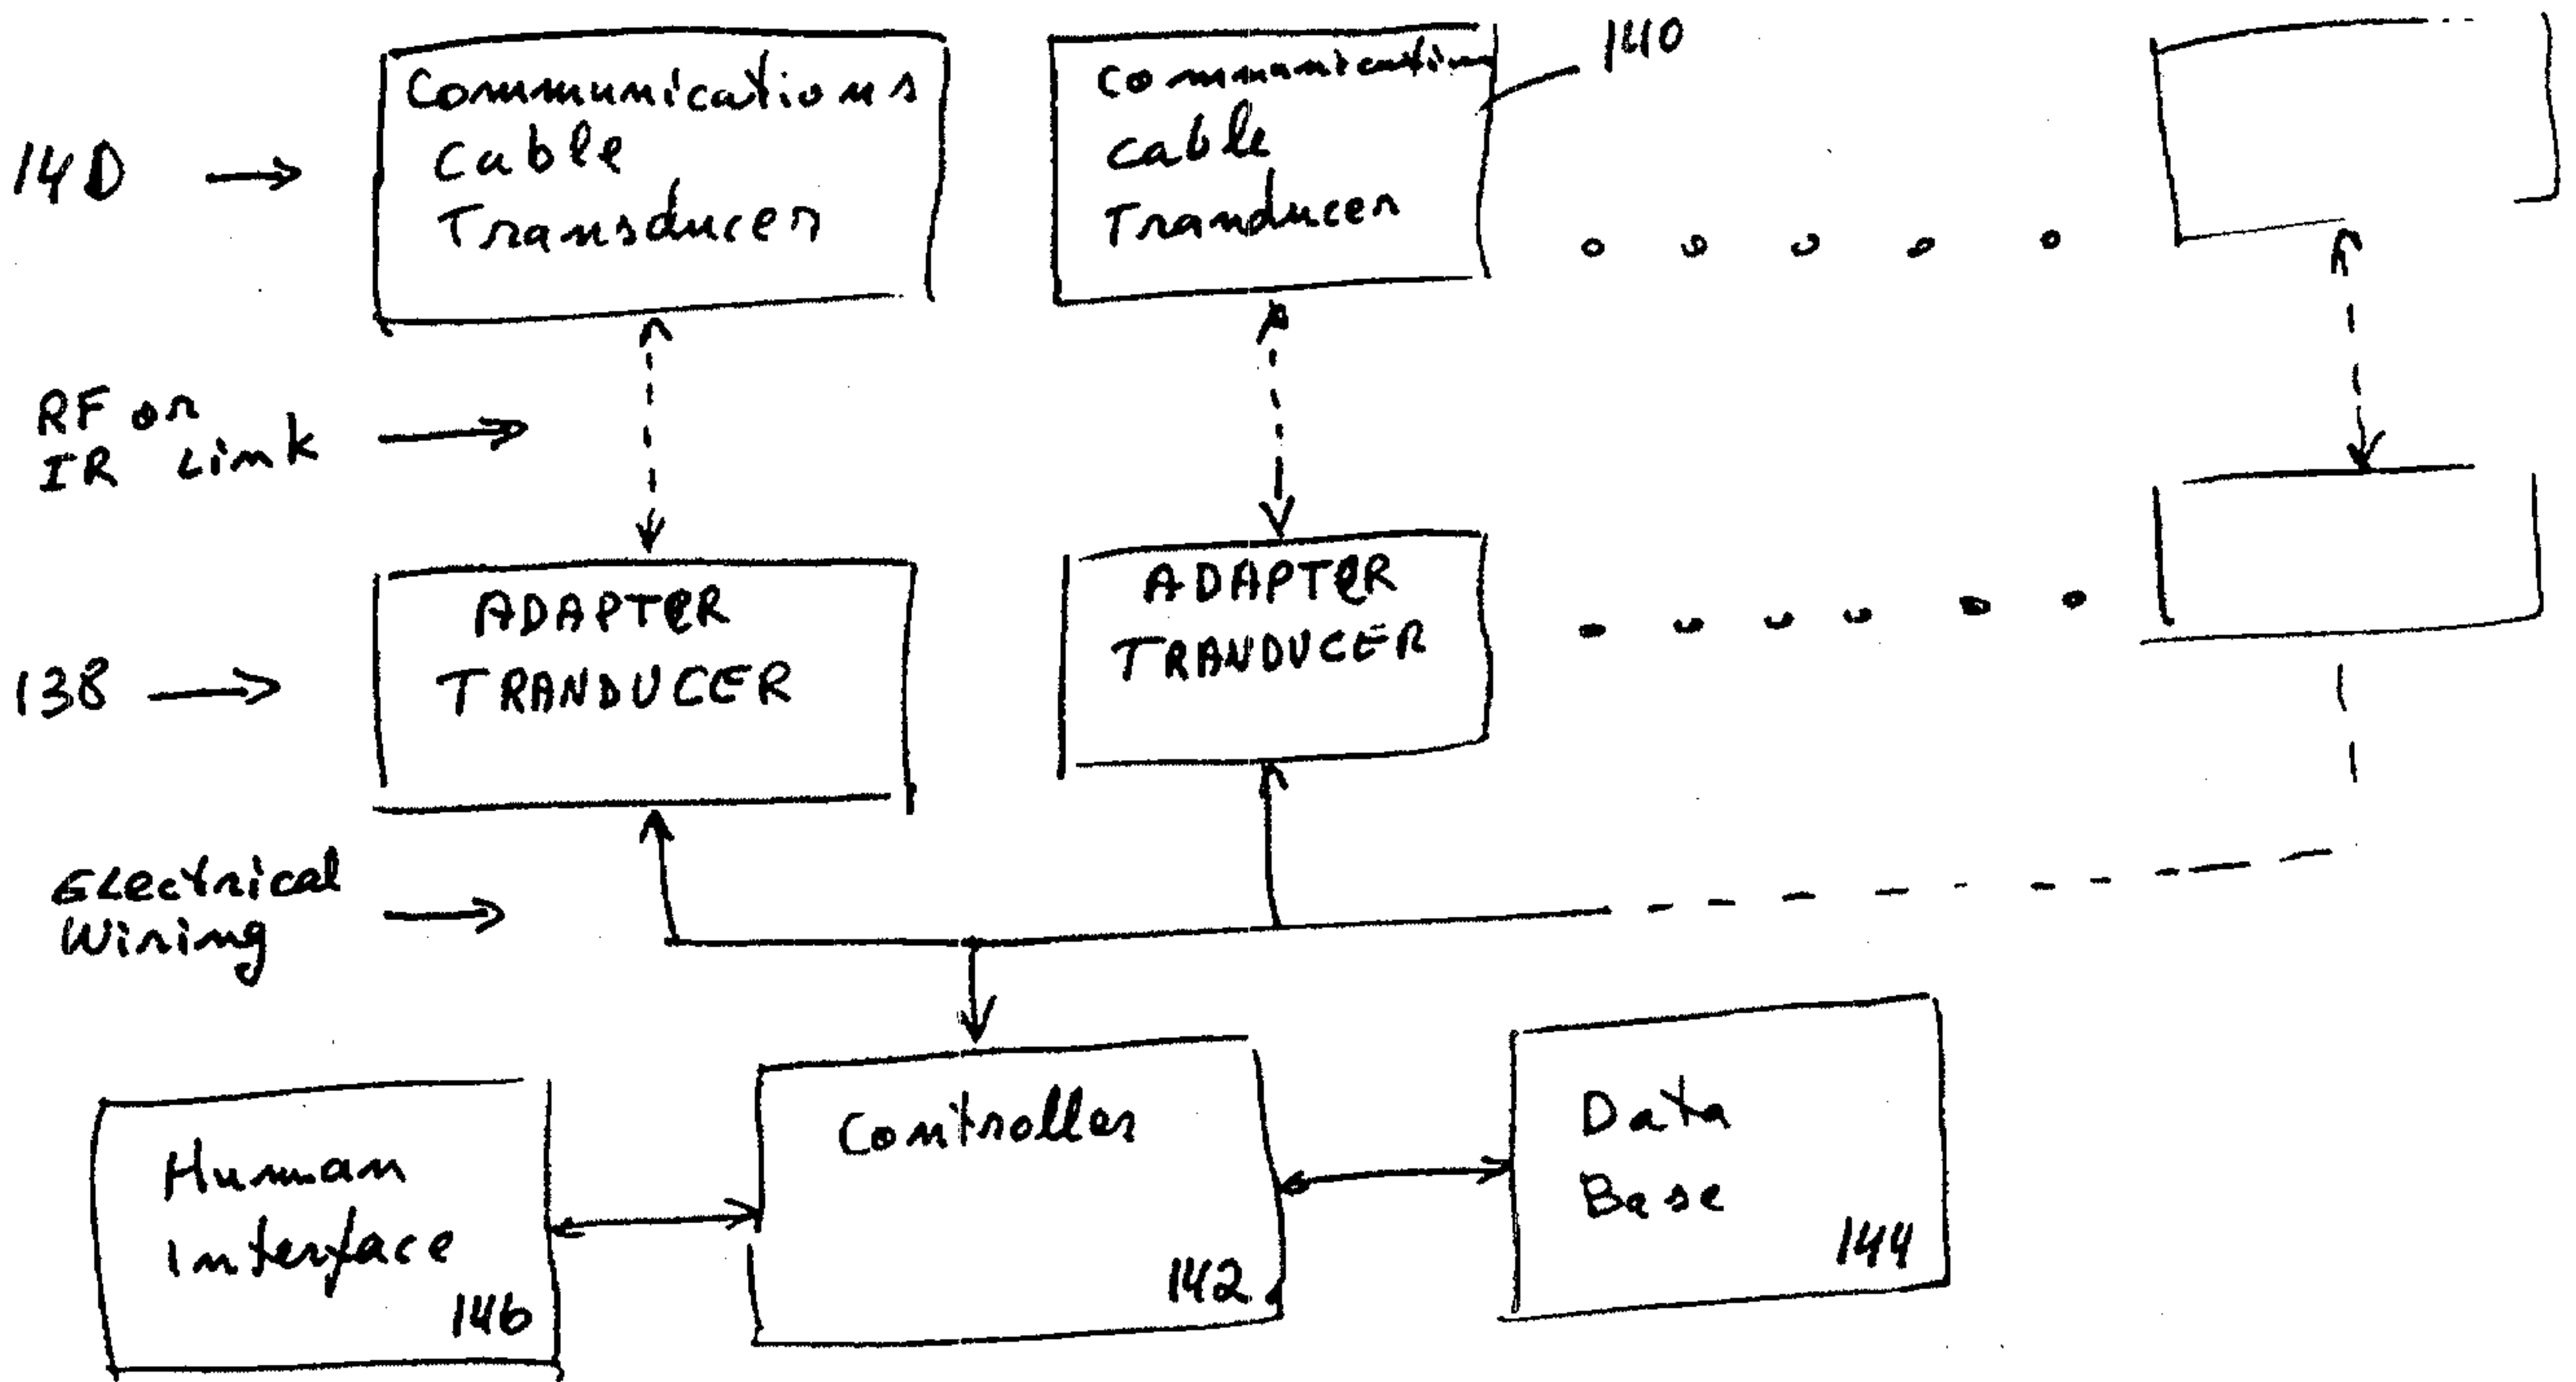 140
Communications
Cable
Transducer
Communication
Cable
Tranducer
140
RF or
IR Link
ADAPTER
TRANDUCER
ADAPTER
TRANDUCER
138
Electrical
Wiring
Human
Interface
146
Controller
142
Data
Base
144